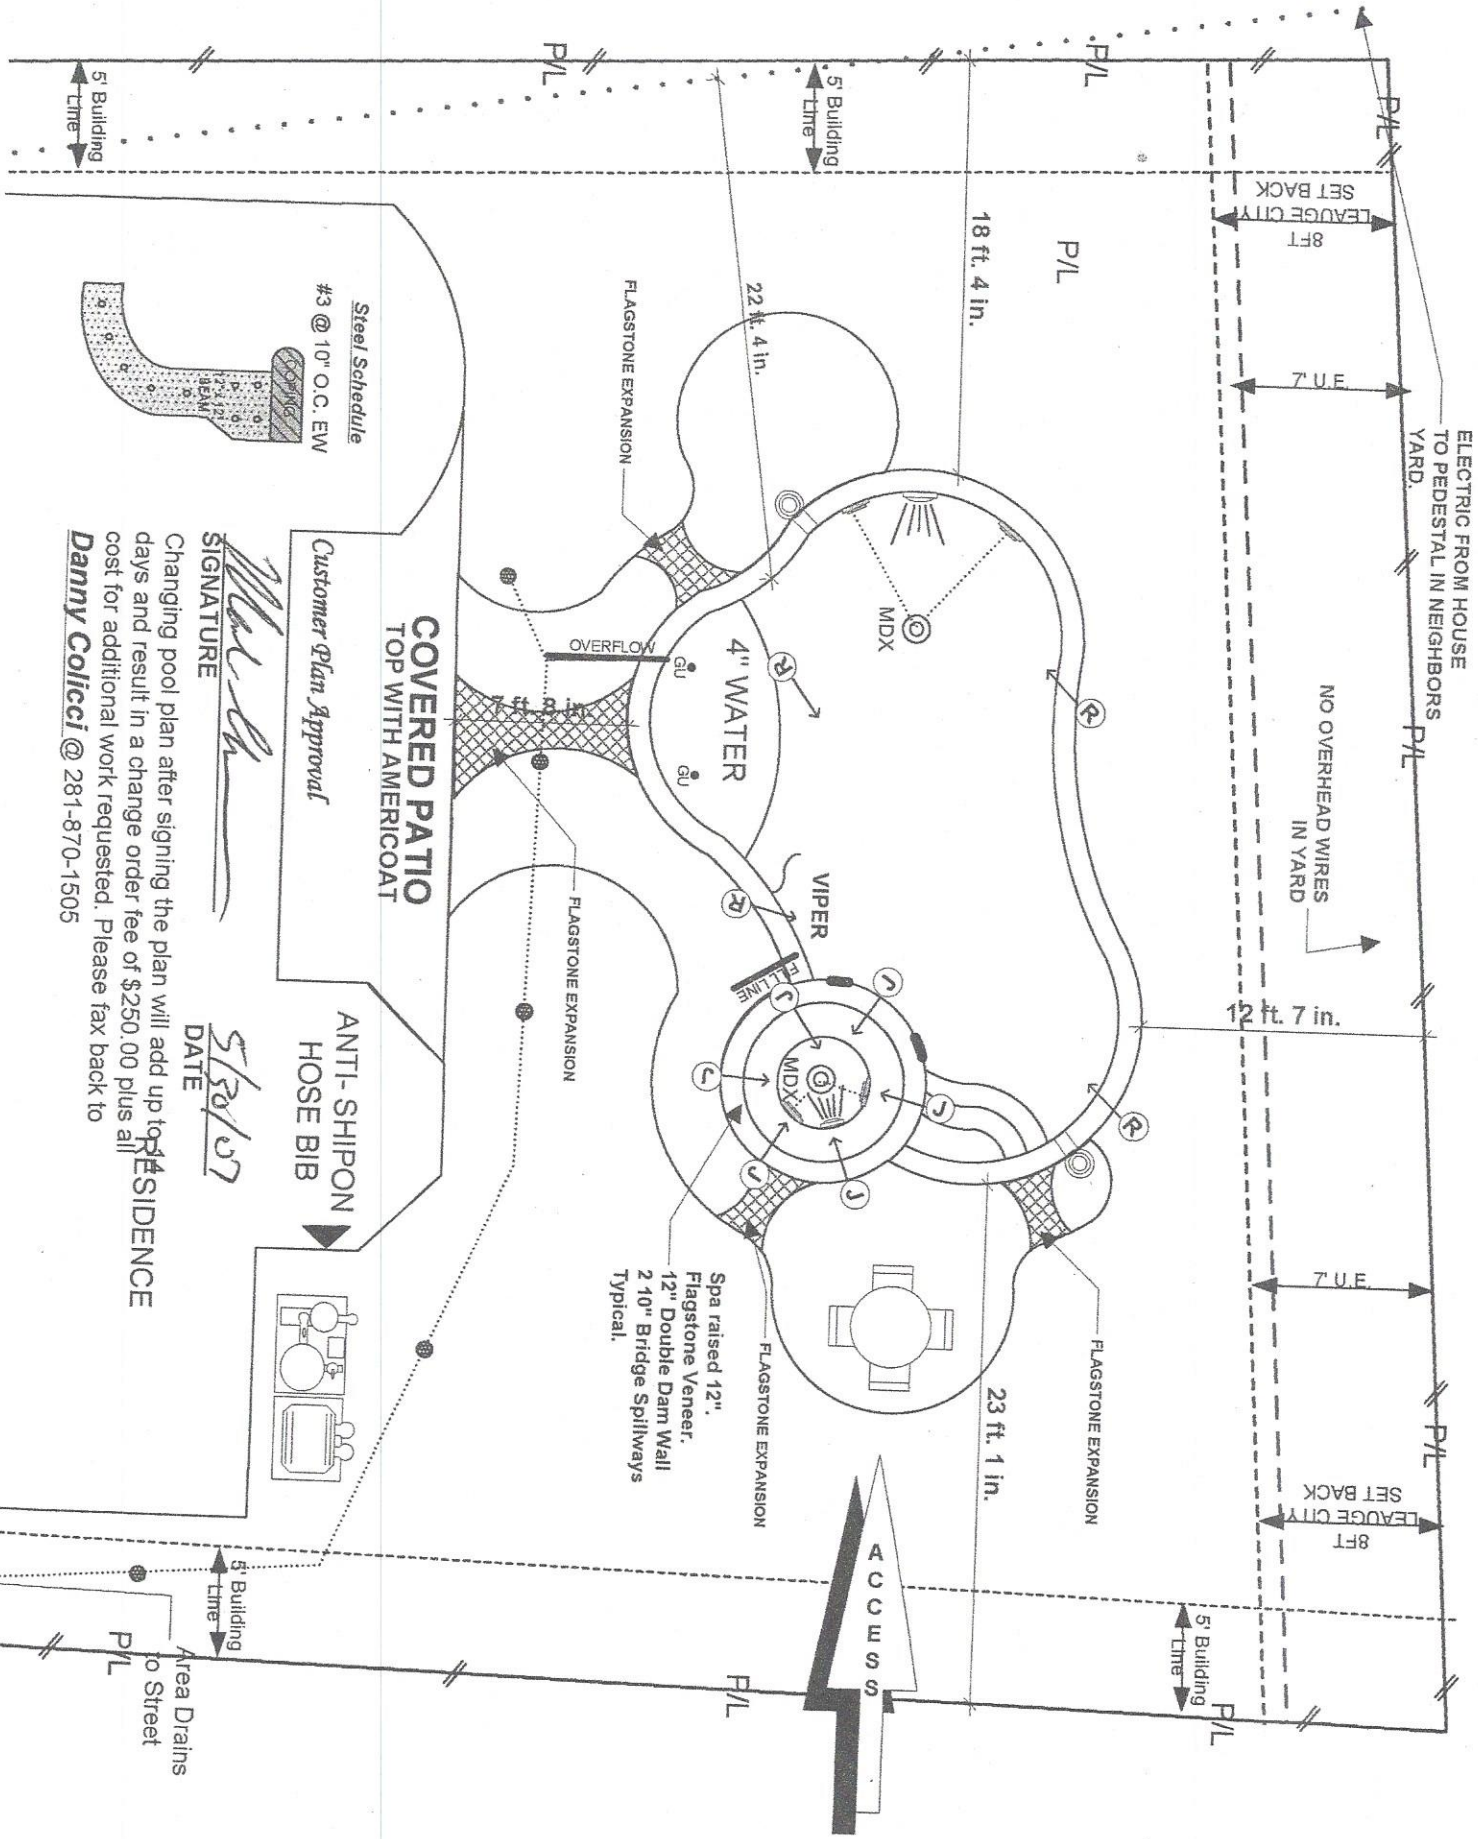 ELECTRIC FROM HOUSE
TO PEDESTAL IN NEIGHBORS
YARD.
P/L
P/L
P/L
P/L
P/L
P/L
P/L
P/L
P/L
5' Building
Line
5' Building
Line
8FT
LEAUGE CITY
SET BACK
7' U.E.
NO OVERHEAD WIRES
IN YARD
12 ft. 7 in.
7' U.E.
8FT
LEAUGE CITY
SET BACK
5' Building
Line
18 ft. 4 in.
22 ft. 4 in.
FLAGSTONE EXPANSION
MDX
R
R
4" WATER
R
GU
GU
OVERFLOW
7 ft. 8 in.
VIPER
R
FILL LINE
J
J
J
J
J
J
MDX
R
FLAGSTONE EXPANSION
FLAGSTONE EXPANSION
FLAGSTONE EXPANSION
23 ft. 1 in.
Spa raised 12".
Flagstone Veneer.
12" Double Dam Wall
2 10" Bridge Spillways
Typical.
ACCESS
COVERED PATIO
TOP WITH AMERICOAT
ANTI- SHIPON
HOSE BIB
RESIDENCE
Steel Schedule
#3 @ 10" O.C. EW
COPING
12" x 12"
BEAM
Customer Plan Approval
SIGNATURE
5/30/07
DATE
Changing pool plan after signing the plan will add up to 14
days and result in a change order fee of $250.00 plus all
cost for additional work requested. Please fax back to
Danny Colicci @ 281-870-1505
5' Building
Line
Area Drains
to Street